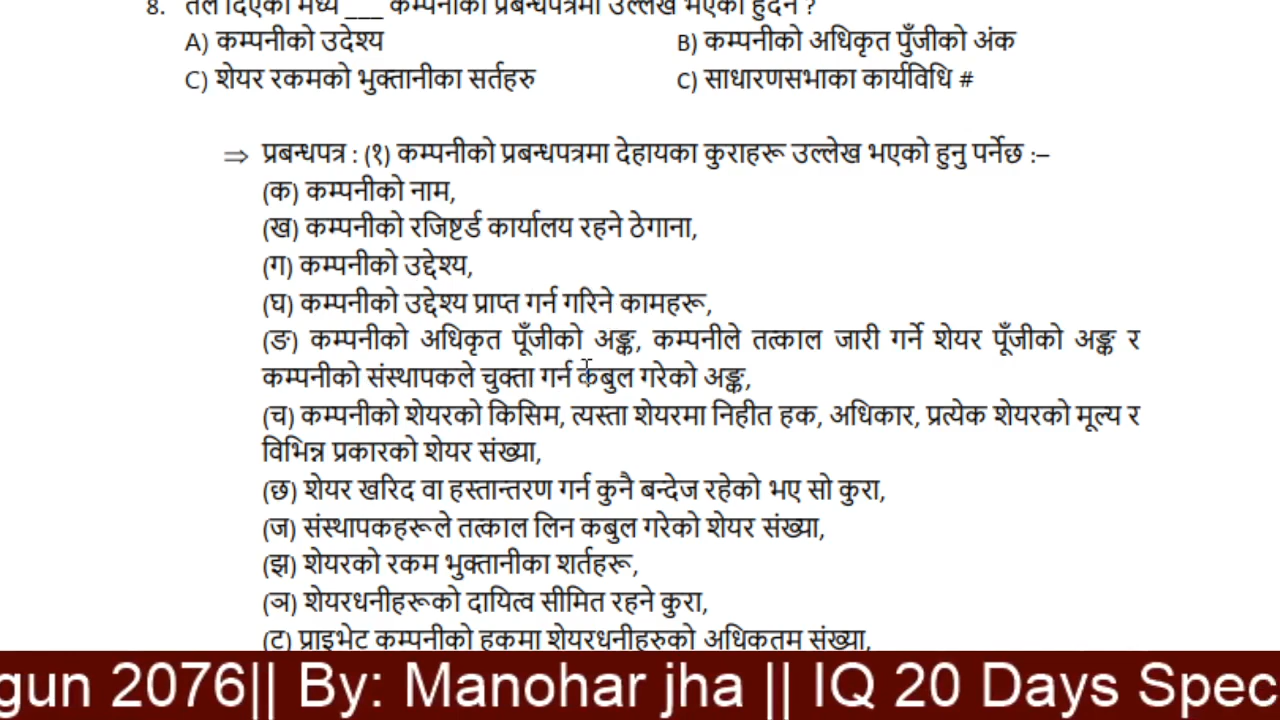 8. तल दिएका मध्ये ___ कम्पनीको प्रबन्धपत्रमा उल्लेख भएको हुँदैन ?
A) कम्पनीको उदेश्य B) कम्पनीको अधिकृत पुँजीको अंक
C) शेयर रकमको भुक्तानीका सर्तहरु C) साधारणसभाका कार्यविधि #
⇒ प्रबन्धपत्र : (१) कम्पनीको प्रबन्धपत्रमा देहायका कुराहरू उल्लेख भएको हुनु पर्नेछ :–
(क) कम्पनीको नाम,
(ख) कम्पनीको रजिष्टर्ड कार्यालय रहने ठेगाना,
(ग) कम्पनीको उद्देश्य,
(घ) कम्पनीको उद्देश्य प्राप्त गर्न गरिने कामहरू,
(ङ) कम्पनीको अधिकृत पूँजीको अङ्क, कम्पनीले तत्काल जारी गर्ने शेयर पूँजीको अङ्क र
कम्पनीको संस्थापकले चुक्ता गर्न कबुल गरेको अङ्क,
(च) कम्पनीको शेयरको किसिम, त्यस्ता शेयरमा निहीत हक, अधिकार, प्रत्येक शेयरको मूल्य र
विभिन्न प्रकारको शेयर संख्या,
(छ) शेयर खरिद वा हस्तान्तरण गर्न कुनै बन्देज रहेको भए सो कुरा,
(ज) संस्थापकहरूले तत्काल लिन कबुल गरेको शेयर संख्या,
(झ) शेयरको रकम भुक्तानीका शर्तहरू,
(ञ) शेयरधनीहरूको दायित्व सीमित रहने कुरा,
(ट) प्राइभेट कम्पनीको हकमा शेयरधनीहरुको अधिकतम संख्या,
gun 2076|| By: Manohar jha || IQ 20 Days Spec